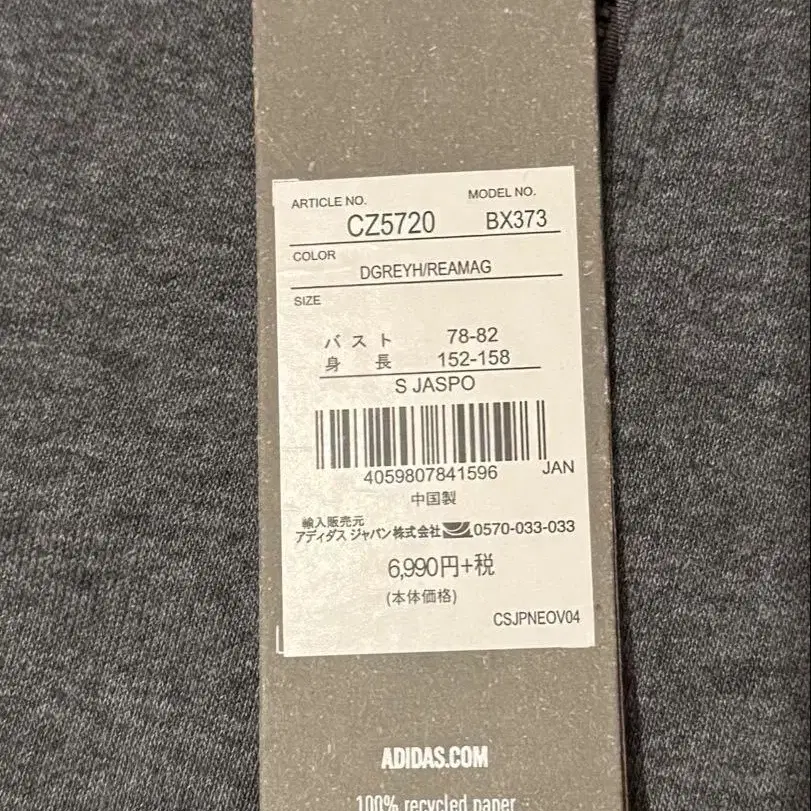 ARTICLE NO. MODEL NO.
CZ5720 BX373
COLOR
DGREYH/REAMAG
SIZE
バスト 78-82
身長 152-158
S JASPO
4059807841596 JAN
中国製
輸入販売元
アディダス ジャパン株式会社 0570-033-033
6,990円+税
(本体価格)
CSJPNEOV04
ADIDAS.COM
100% recycled paper